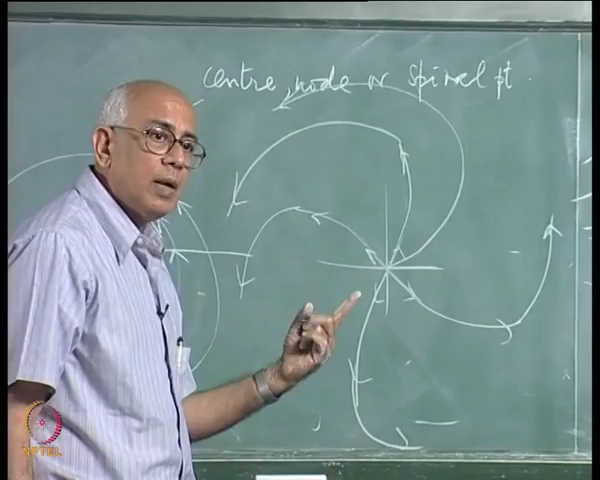 centre, node or Spiral pt.
NPTEL